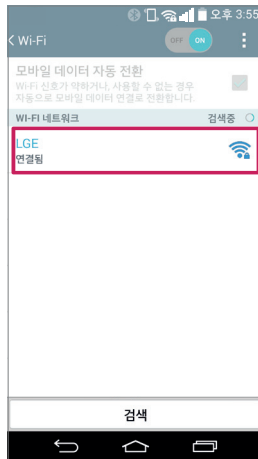 오후 3:55
Wi-Fi
OFF ON
모바일 데이터 자동 전환
Wi-Fi 신호가 약하거나, 사용할 수 없는 경우
자동으로 모바일 데이터 연결로 전환합니다.
WI-FI 네트워크 검색중
LGE
연결됨
검색